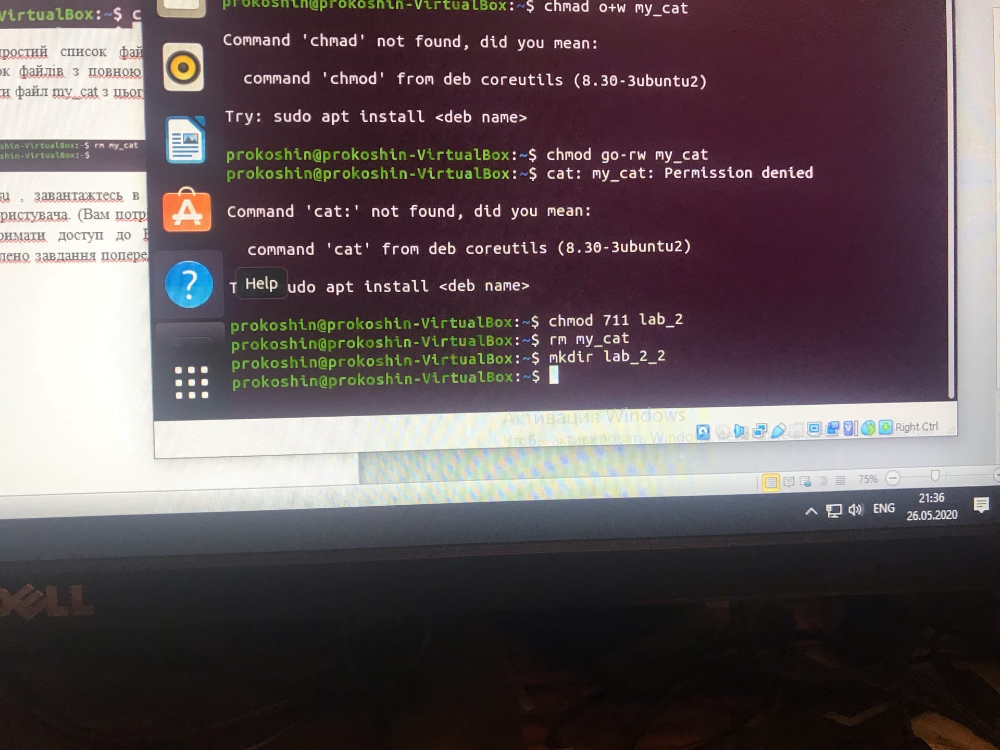 VirtualBox:~$ c
простий список фай
ок файлів з повною
ти файл my_cat з цьог
shin-VirtualBox:~$ rm my_cat
shin-VirtualBox:~$
su , завантажтесь в
ристувача. (Вам потр
римати доступ до
лено завдання попере
prokoshin@prokoshin-VirtualBox:~$ chmad o+w my_cat
Command 'chmad' not found, did you mean:
command 'chmod' from deb coreutils (8.30-3ubuntu2)
Try: sudo apt install <deb name>
prokoshin@prokoshin-VirtualBox:~$ chmod go-rw my_cat
prokoshin@prokoshin-VirtualBox:~$ cat: my_cat: Permission denied
Command 'cat:' not found, did you mean:
command 'cat' from deb coreutils (8.30-3ubuntu2)
T udo apt install <deb name>
Help
prokoshin@prokoshin-VirtualBox:~$ chmod 711 lab_2
prokoshin@prokoshin-VirtualBox:~$ rm my_cat
prokoshin@prokoshin-VirtualBox:~$ mkdir lab_2_2
prokoshin@prokoshin-VirtualBox:~$
Активация Windows
Чтобы активировать Windo
Right Ctrl
75%
ENG
21:36
26.05.2020
DELL